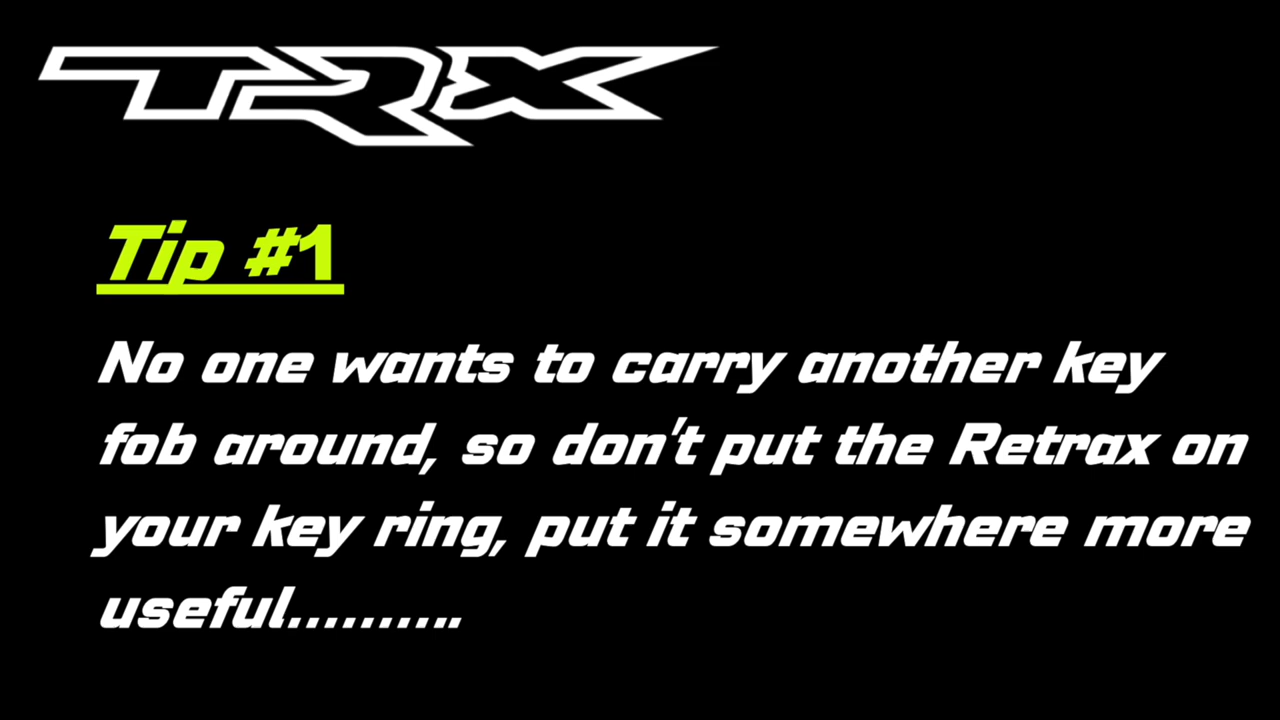 TRX
Tip #1
No one wants to carry another key
fob around, so don't put the Retrax on
your key ring, put it somewhere more
useful..........